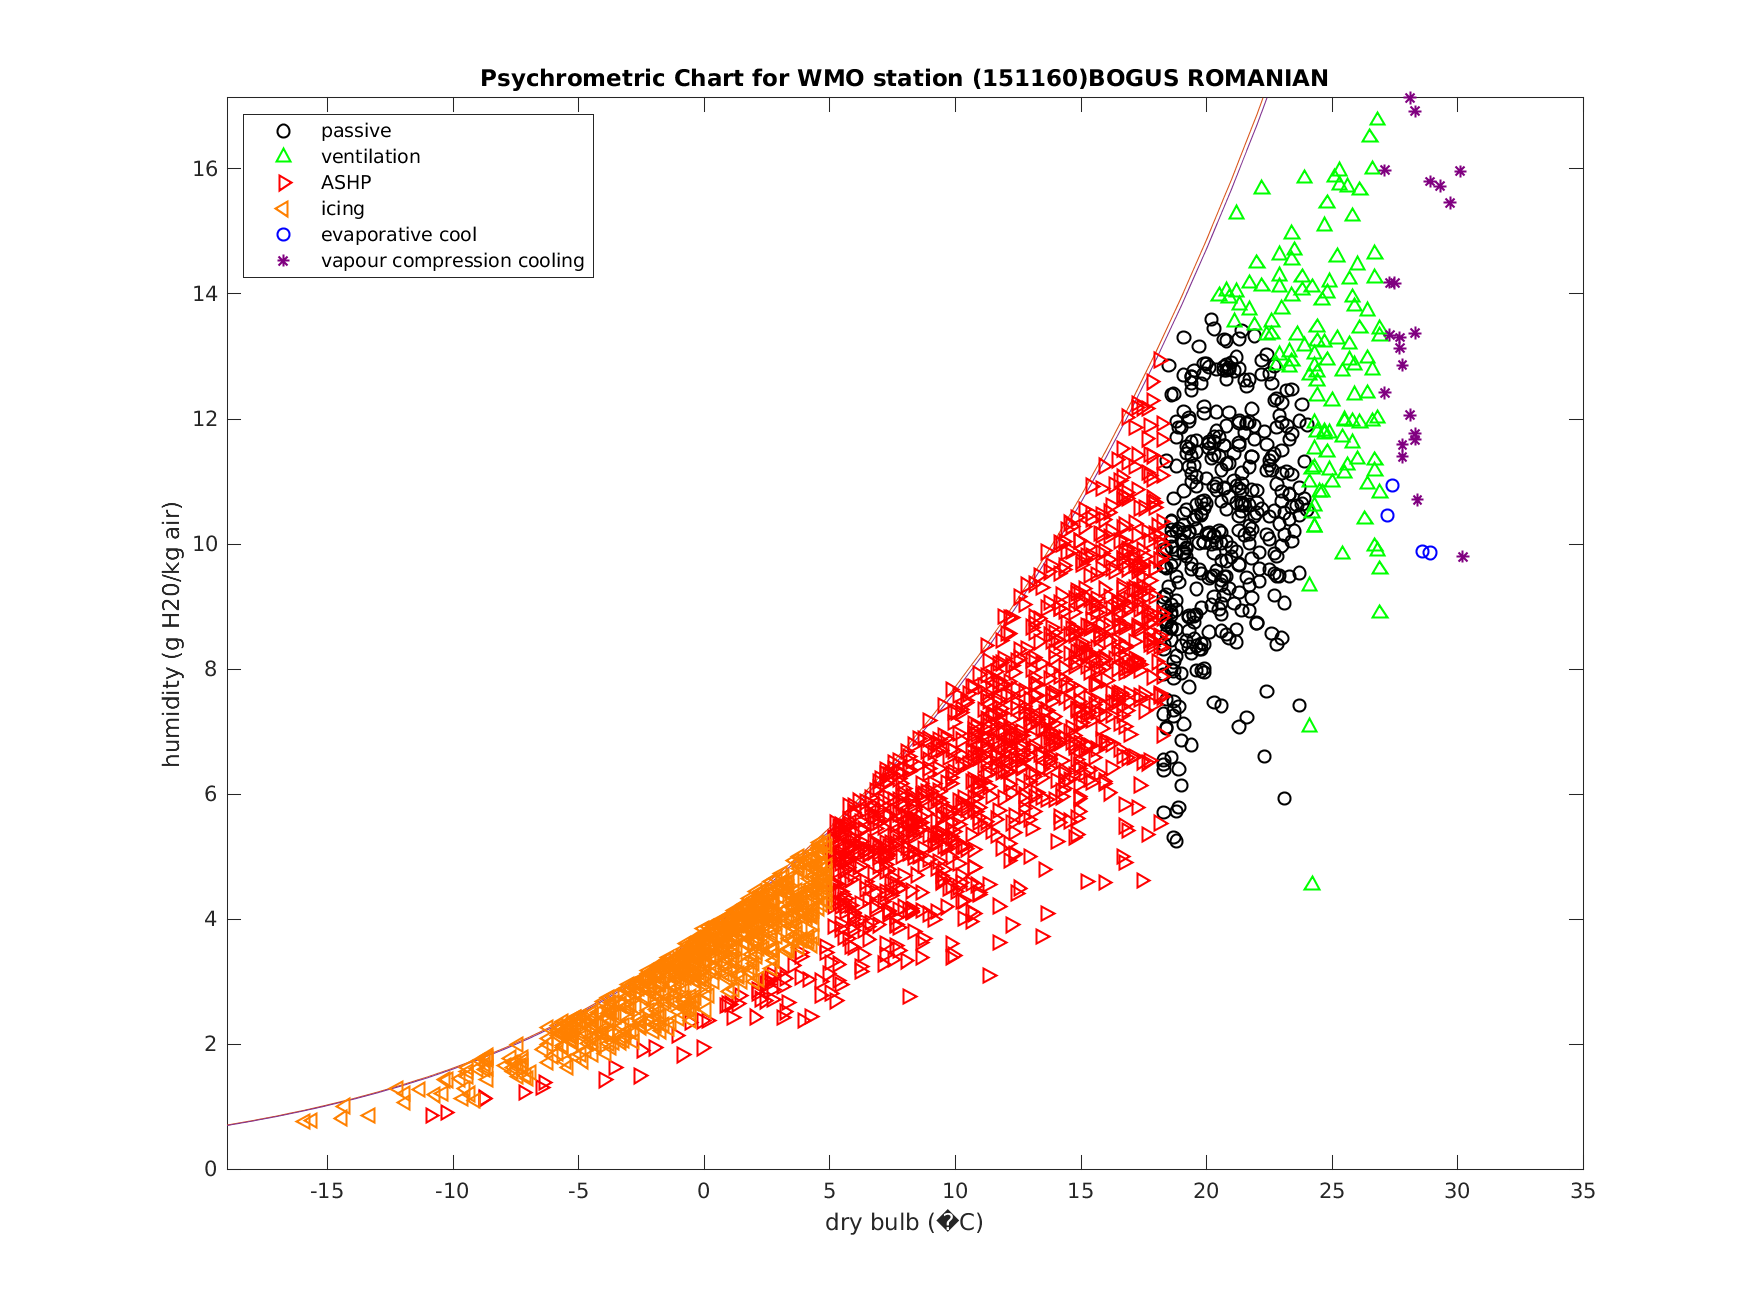 Psychrometric Chart for WMO station (151160)BOGUS ROMANIAN
passive
ventilation
ASHP
icing
evaporative cool
vapour compression cooling
humidity (g H20/kg air)
16
14
12
10
8
6
4
2
0
-15
-10
-5
0
5
10
15
20
25
30
35
dry bulb (�C)